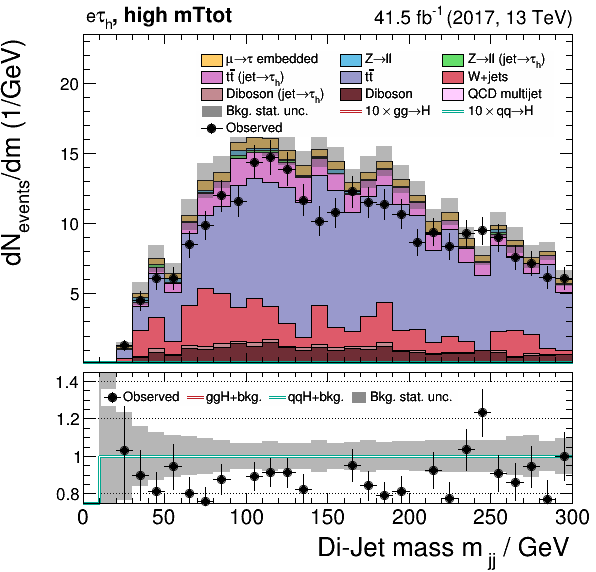 eτh, high mTtot 41.5 fb⁻¹ (2017, 13 TeV)
dNevents/dm (1/GeV)
μ→τ embedded Z→ll Z→ll (jet→τh)
tt̄ (jet→τh) tt̄ W+jets
Diboson (jet→τh) Diboson QCD multijet
Bkg. stat. unc. 10×gg→H 10×qq→H
Observed
20
15
10
5
Observed ggH+bkg. qqH+bkg. Bkg. stat. unc.
1.4
1.2
1
0.8
0 50 100 150 200 250 300
Di-Jet mass mjj / GeV